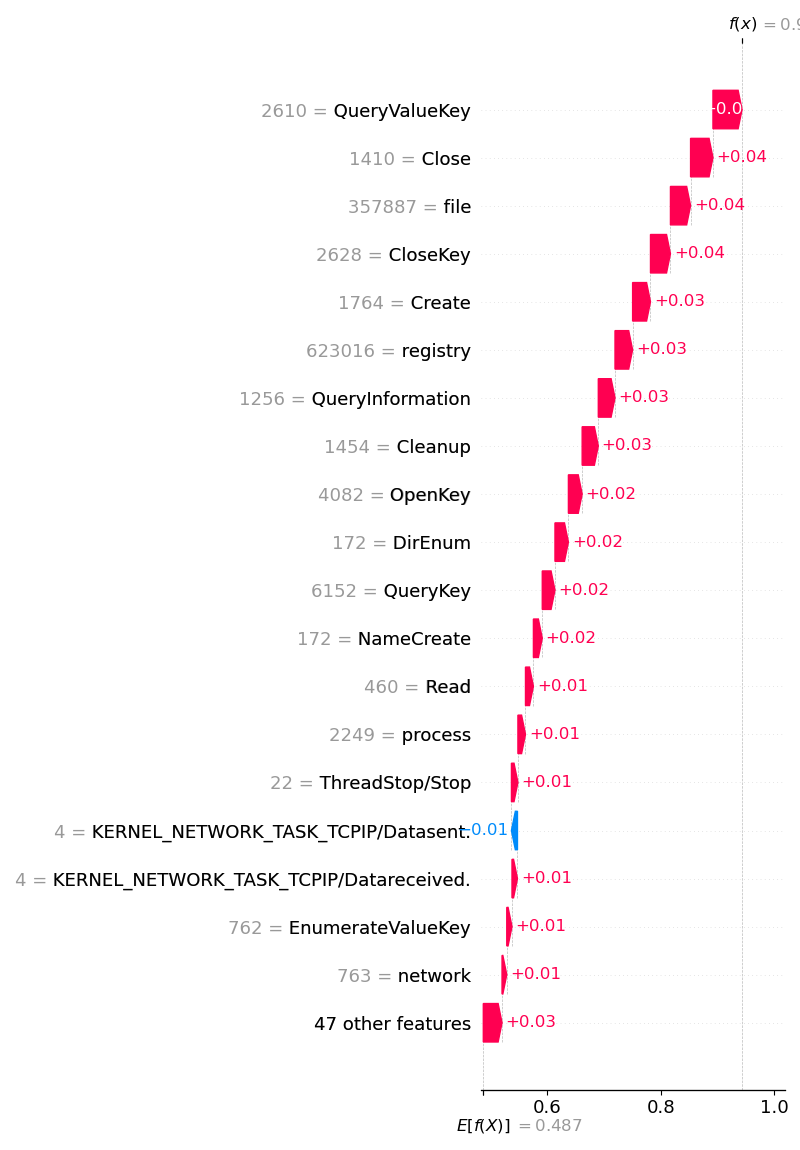 f(x) = 0.9
2610 = QueryValueKey
+0.0
1410 = Close +0.04
357887 = file +0.04
2628 = CloseKey +0.04
1764 = Create +0.03
623016 = registry +0.03
1256 = QueryInformation +0.03
1454 = Cleanup +0.03
4082 = OpenKey +0.02
172 = DirEnum +0.02
6152 = QueryKey +0.02
172 = NameCreate +0.02
460 = Read +0.01
2249 = process +0.01
22 = ThreadStop/Stop +0.01
4 = KERNEL_NETWORK_TASK_TCPIP/Datasent. −0.01
4 = KERNEL_NETWORK_TASK_TCPIP/Datareceived. +0.01
762 = EnumerateValueKey +0.01
763 = network +0.01
47 other features +0.03
0.6 0.8 1.0
E[f(X)] = 0.487